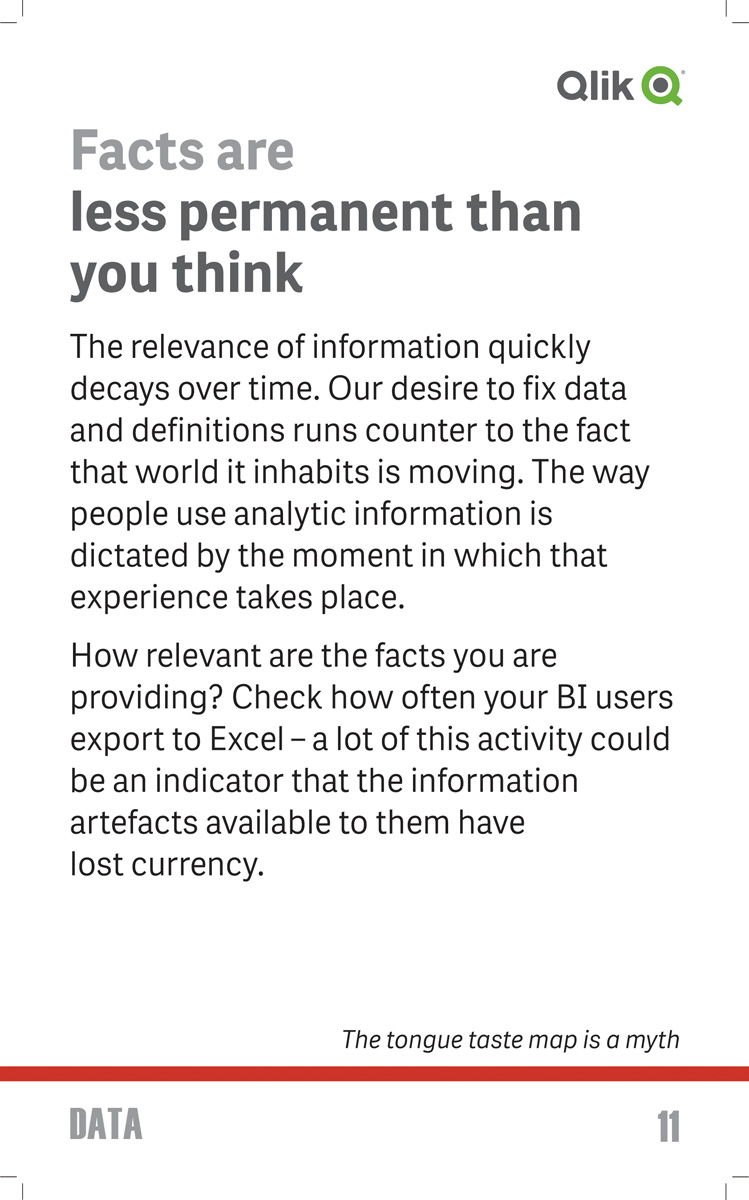 Qlik
Facts are
less permanent than
you think
The relevance of information quickly
decays over time. Our desire to fix data
and definitions runs counter to the fact
that world it inhabits is moving. The way
people use analytic information is
dictated by the moment in which that
experience takes place.
How relevant are the facts you are
providing? Check how often your BI users
export to Excel – a lot of this activity could
be an indicator that the information
artefacts available to them have
lost currency.
The tongue taste map is a myth
DATA
11